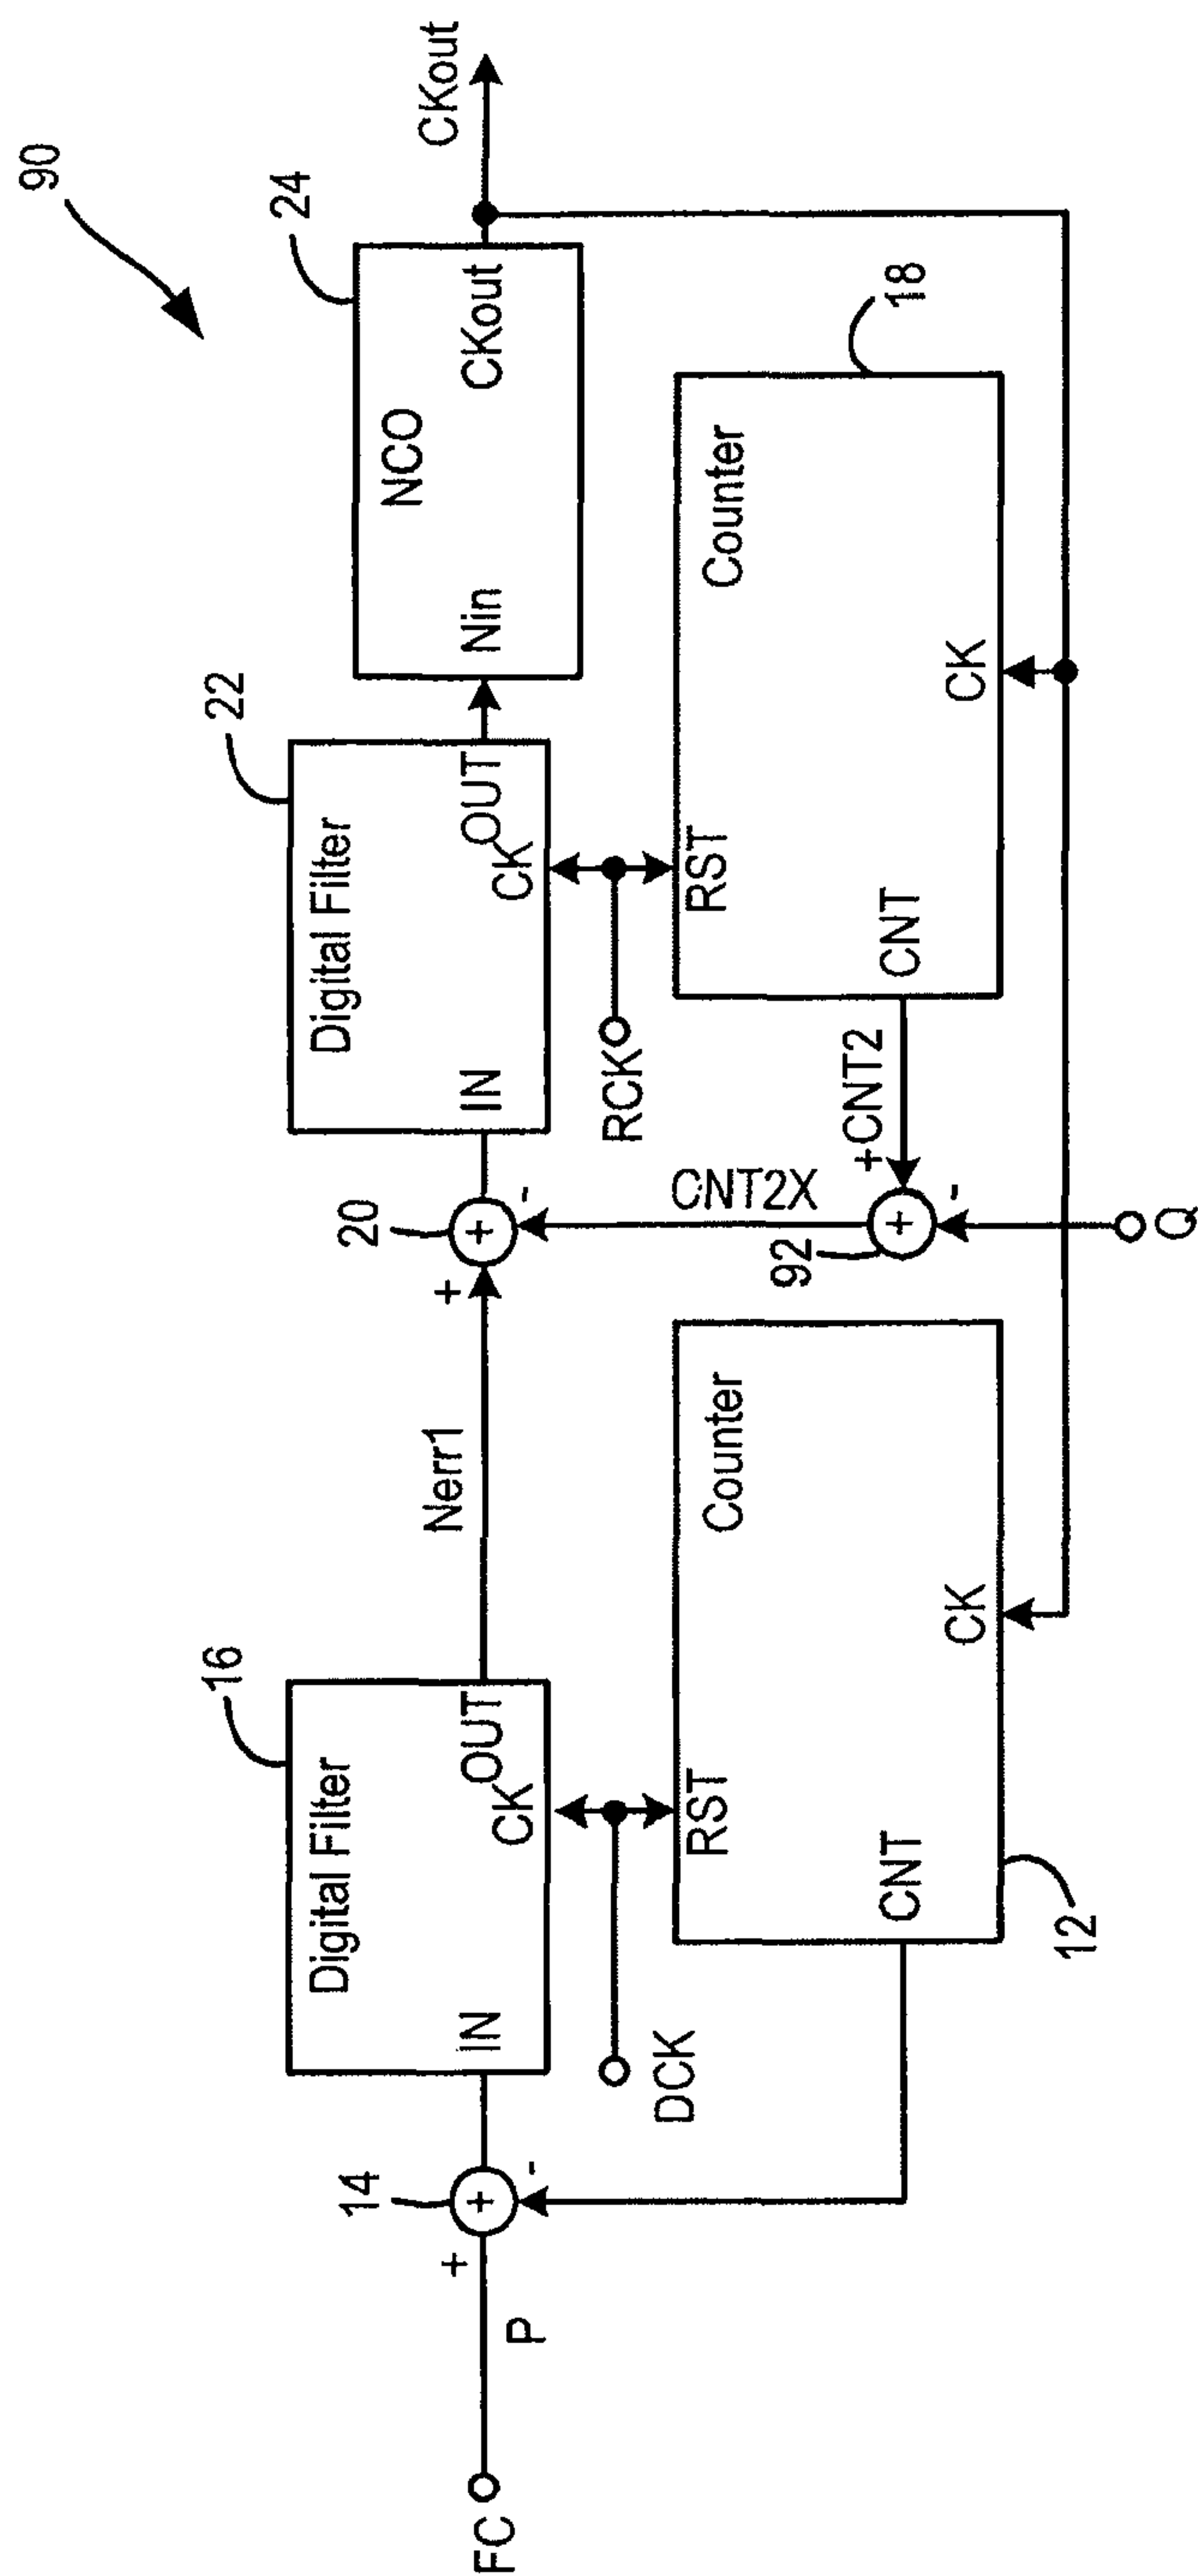 90
FC
P
+
14
+
-
16
Digital Filter
IN
OUT
CK
DCK
Nerr1
+
20
+
-
22
Digital Filter
IN
OUT
CK
RCK
24
NCO
Nin
CKout
CKout
12
Counter
RST
CNT
CK
CNT2X
+CNT2
92
+
-
Q
18
Counter
RST
CNT
CK